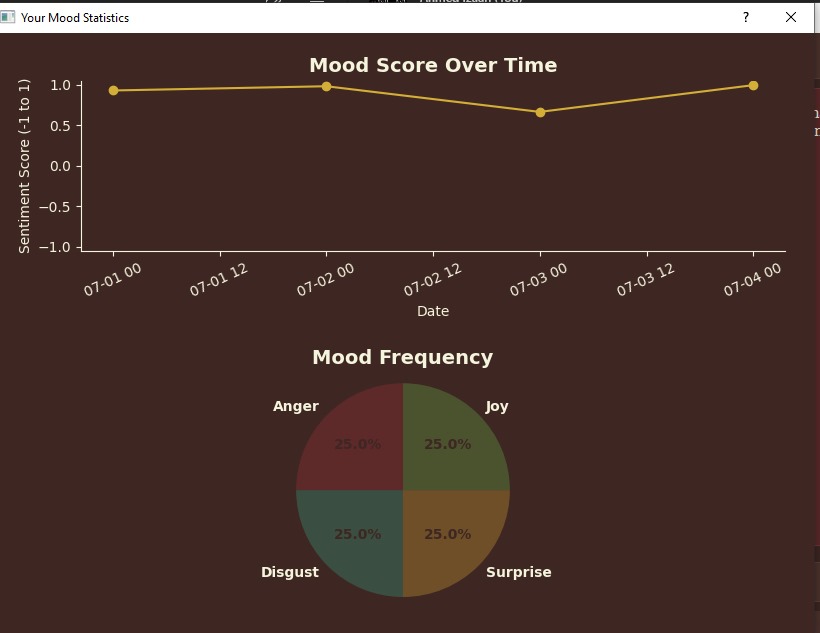 Your Mood Statistics
?
Mood Score Over Time
Sentiment Score (-1 to 1)
1.0
0.5
0.0
−0.5
−1.0
07-01 00
07-01 12
07-02 00
07-02 12
07-03 00
07-03 12
07-04 00
Date
Mood Frequency
Anger
Joy
25.0%
25.0%
25.0%
25.0%
Disgust
Surprise